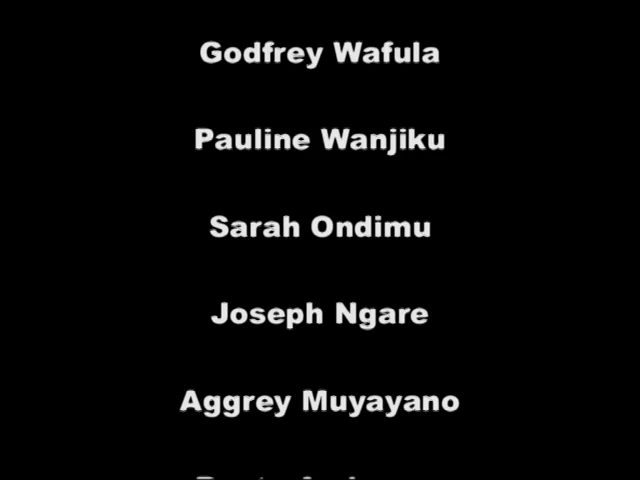 Godfrey Wafula
Pauline Wanjiku
Sarah Ondimu
Joseph Ngare
Aggrey Muyayano